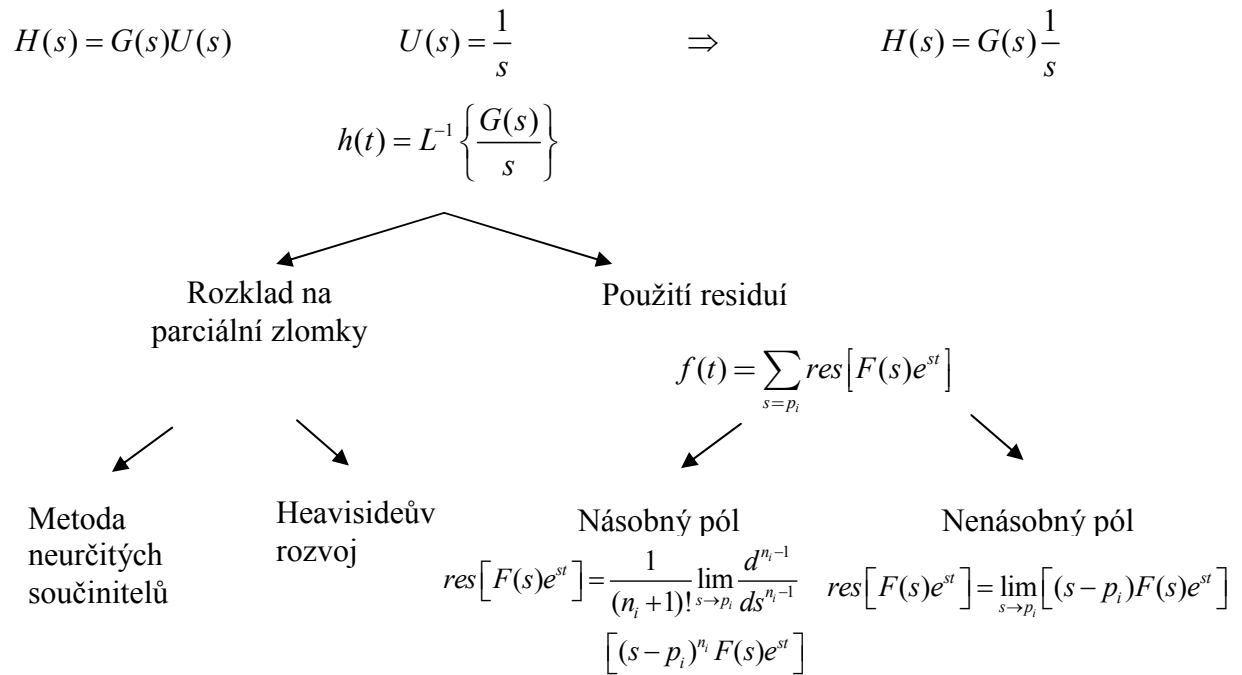 H(s) = G(s)U(s)    U(s) = 1/s    ⇒    H(s) = G(s) 1/s
h(t) = L⁻¹ { G(s)/s }
Rozklad na
parciální zlomky
Použití residuí
f(t) = ∑_{s=p_i} res[F(s)e^{st}]
Metoda
neurčitých
součinitelů
Heavisideův
rozvoj
Násobný pól
res[F(s)e^{st}] = 1/(n_i+1)! lim_{s→p_i} d^{n_i−1}/ds^{n_i−1}
[(s−p_i)^{n_i} F(s)e^{st}]
Nenásobný pól
res[F(s)e^{st}] = lim_{s→p_i} [(s−p_i)F(s)e^{st}]